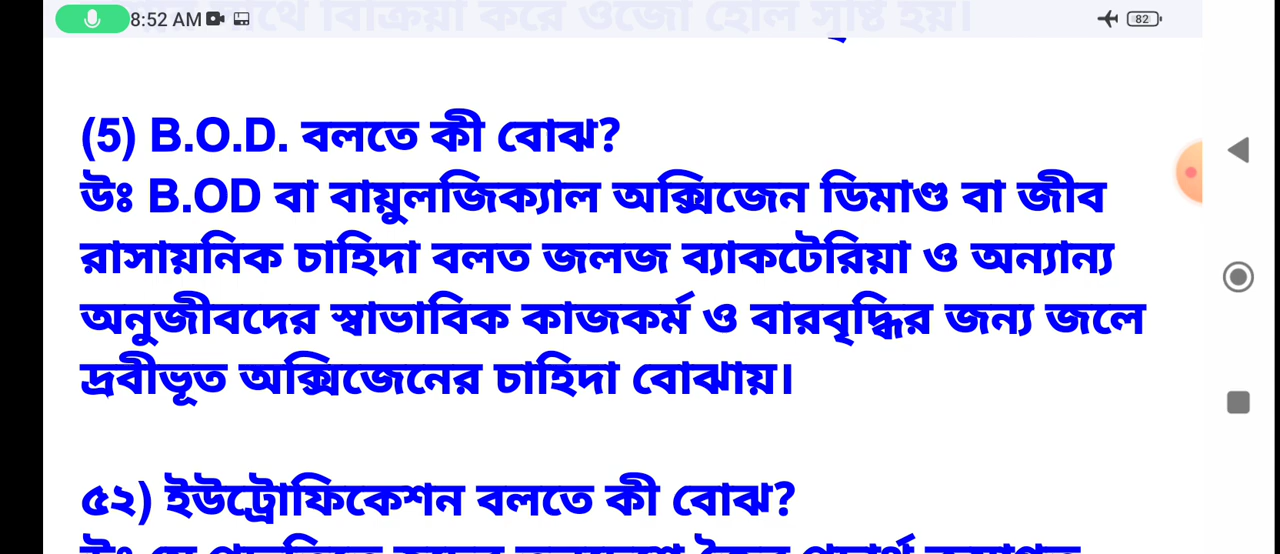 8:52 AM
82
(5) B.O.D. বলতে কী বোঝ?
উঃ B.OD বা বায়ুলজিক্যাল অক্সিজেন ডিমাণ্ড বা জীব
রাসায়নিক চাহিদা বলত জলজ ব্যাকটেরিয়া ও অন্যান্য
অনুজীবদের স্বাভাবিক কাজকর্ম ও বারবৃদ্ধির জন্য জলে
দ্রবীভূত অক্সিজেনের চাহিদা বোঝায়।
৫২) ইউট্রোফিকেশন বলতে কী বোঝ?